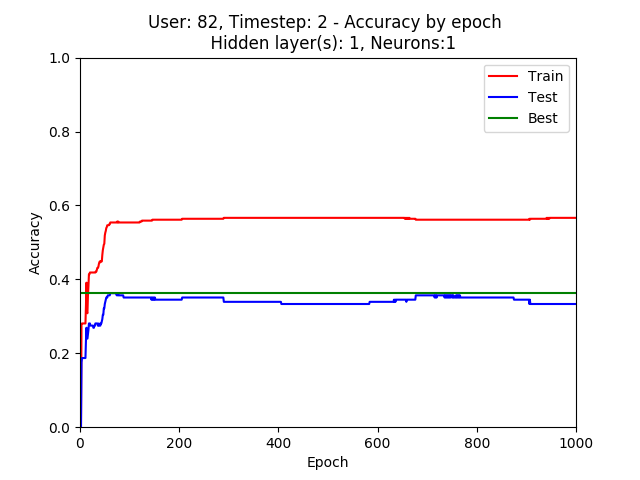 User: 82, Timestep: 2 - Accuracy by epoch
Hidden layer(s): 1, Neurons:1
Train
Test
Best
Accuracy
1.0
0.8
0.6
0.4
0.2
0.0
0 200 400 600 800 1000
Epoch